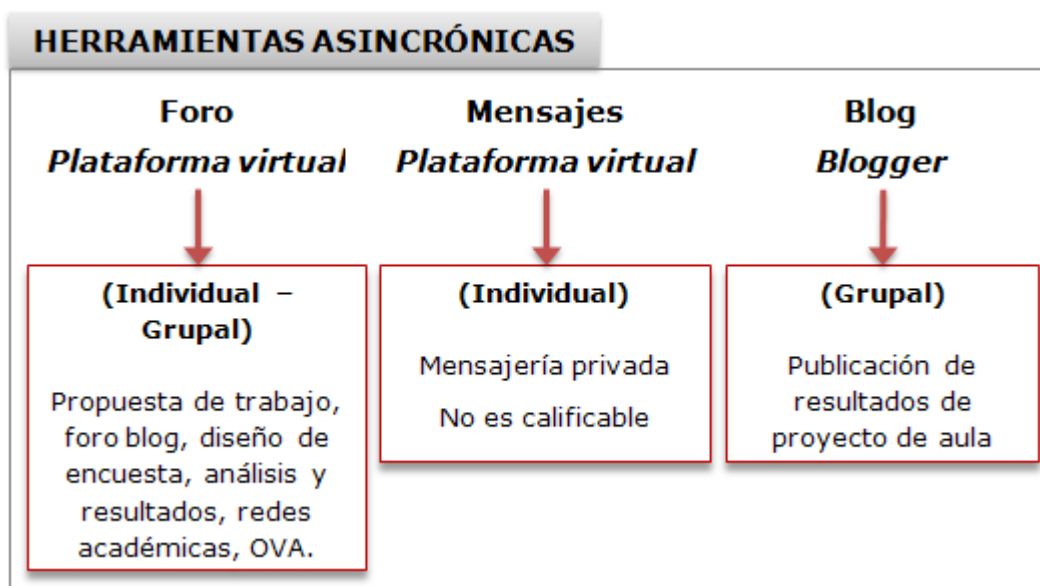 HERRAMIENTAS ASINCRÓNICAS
Foro
Plataforma virtual
(Individual –
Grupal)
Propuesta de trabajo,
foro blog, diseño de
encuesta, análisis y
resultados, redes
académicas, OVA.
Mensajes
Plataforma virtual
(Individual)
Mensajería privada
No es calificable
Blog
Blogger
(Grupal)
Publicación de
resultados de
proyecto de aula